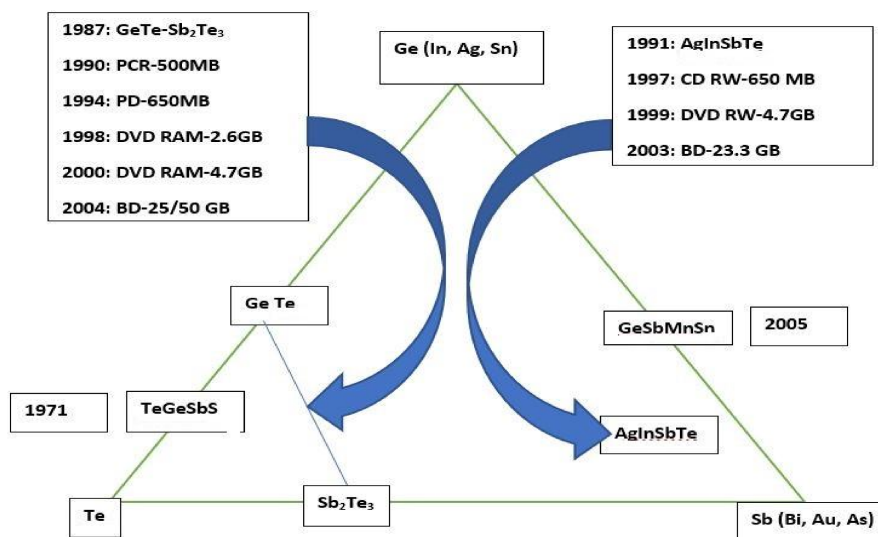 1987: GeTe-Sb₂Te₃
1990: PCR-500MB
1994: PD-650MB
1998: DVD RAM-2.6GB
2000: DVD RAM-4.7GB
2004: BD-25/50 GB
Ge (In, Ag, Sn)
1991: AgInSbTe
1997: CD RW-650 MB
1999: DVD RW-4.7GB
2003: BD-23.3 GB
Ge Te
GeSbMnSn
2005
1971
TeGeSbS
AgInSbTe
Te
Sb₂Te₃
Sb (Bi, Au, As)